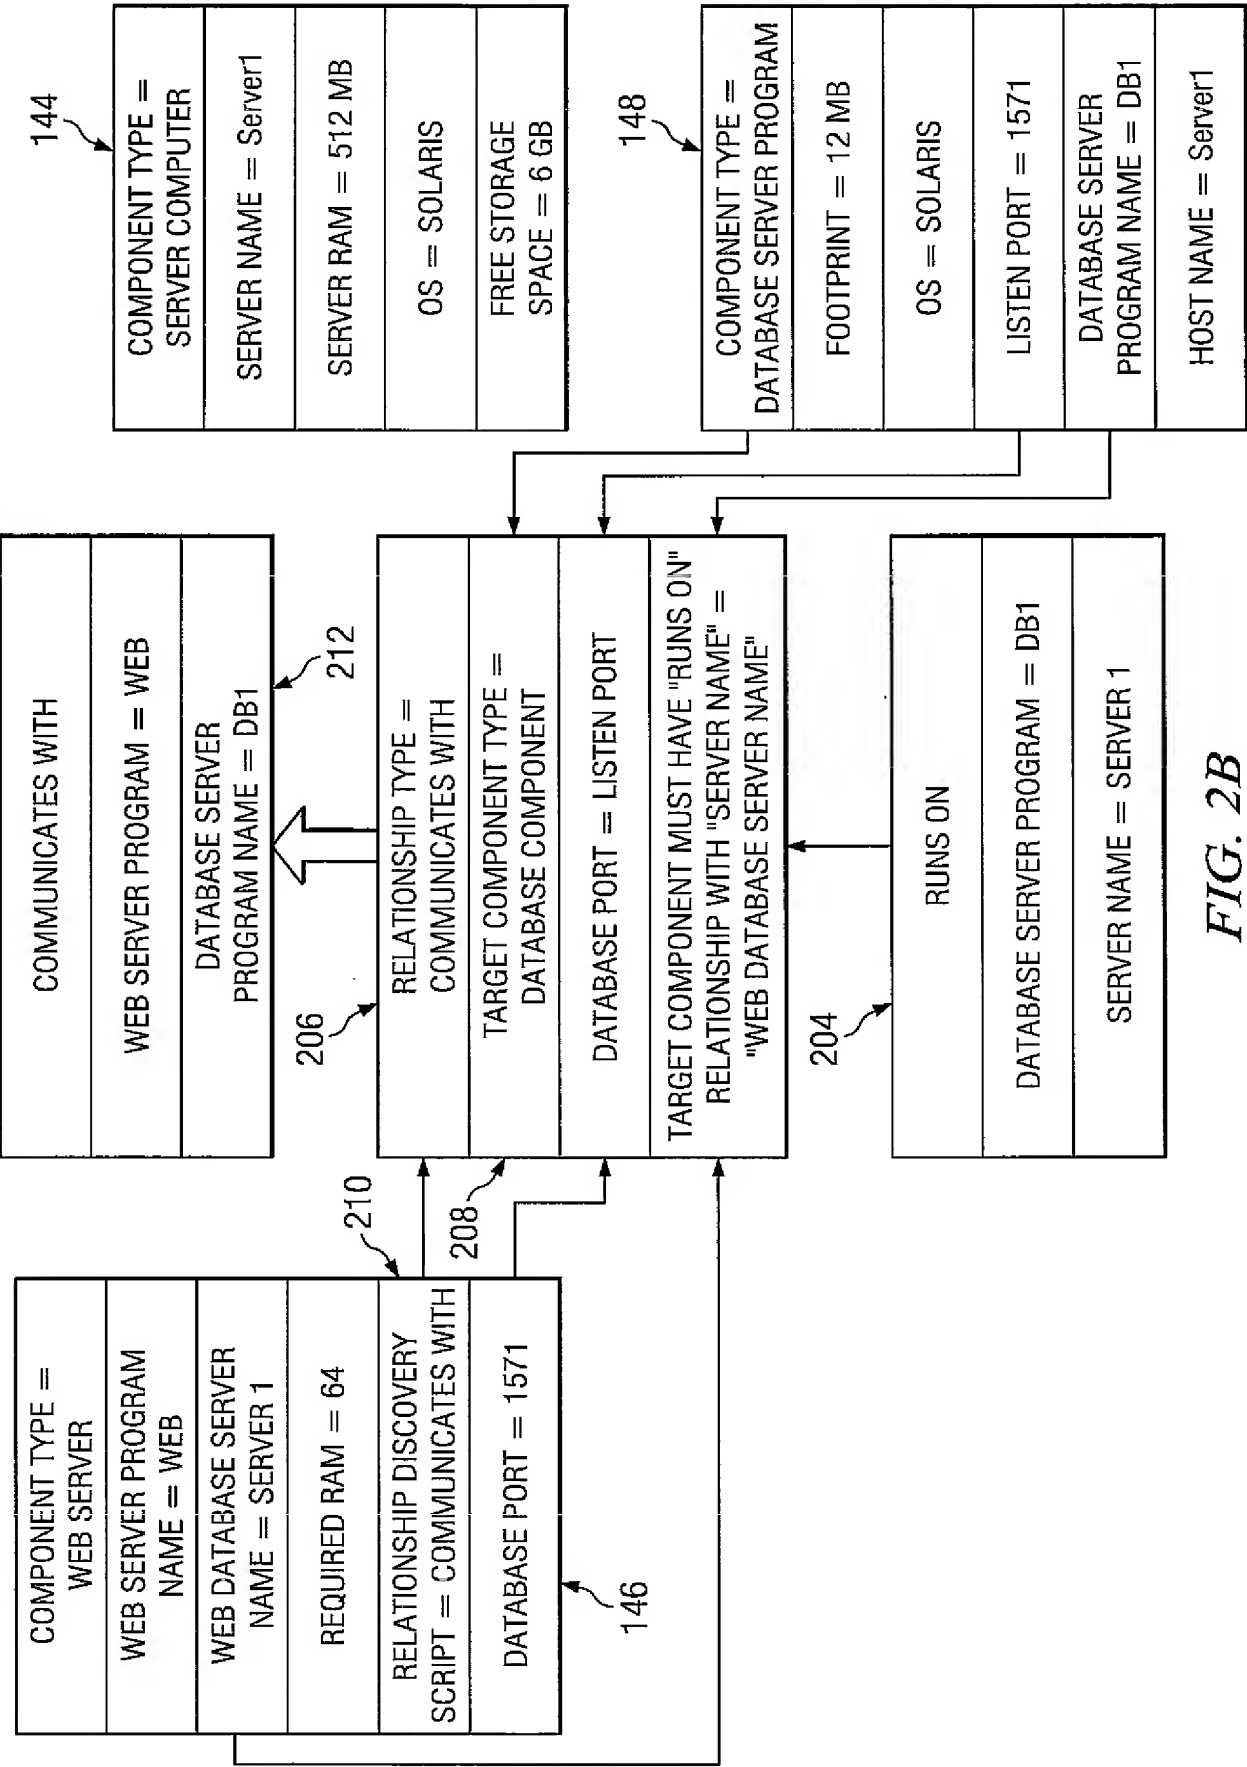 COMPONENT TYPE =
WEB SERVER
WEB SERVER PROGRAM
NAME = WEB
WEB DATABASE SERVER
NAME = SERVER 1
REQUIRED RAM = 64
RELATIONSHIP DISCOVERY
SCRIPT = COMMUNICATES WITH
DATABASE PORT = 1571
146
210
COMMUNICATES WITH
WEB SERVER PROGRAM = WEB
DATABASE SERVER
PROGRAM NAME = DB1
212
206
208
RELATIONSHIP TYPE =
COMMUNICATES WITH
TARGET COMPONENT TYPE =
DATABASE COMPONENT
DATABASE PORT = LISTEN PORT
TARGET COMPONENT MUST HAVE "RUNS ON"
RELATIONSHIP WITH "SERVER NAME" =
"WEB DATABASE SERVER NAME"
204
RUNS ON
DATABASE SERVER PROGRAM = DB1
SERVER NAME = SERVER 1
144
COMPONENT TYPE =
SERVER COMPUTER
SERVER NAME = Server1
SERVER RAM = 512 MB
OS = SOLARIS
FREE STORAGE
SPACE = 6 GB
148
COMPONENT TYPE =
DATABASE SERVER PROGRAM
FOOTPRINT = 12 MB
OS = SOLARIS
LISTEN PORT = 1571
DATABASE SERVER
PROGRAM NAME = DB1
HOST NAME = Server1
FIG. 2B